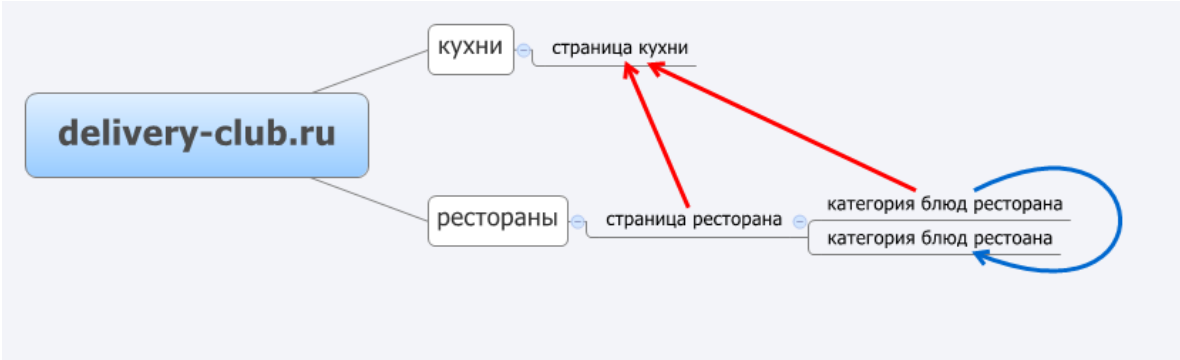 кухни
страница кухни
delivery-club.ru
рестораны
страница ресторана
категория блюд ресторана
категория блюд рестоана